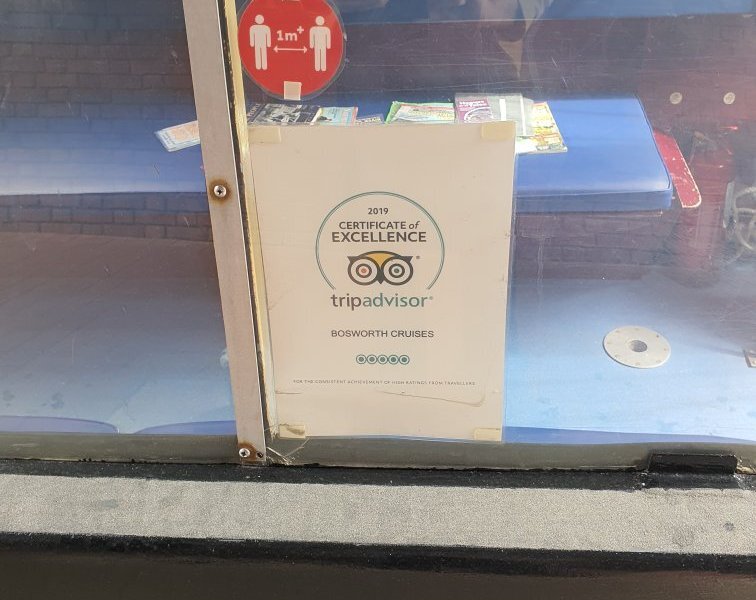 1m+
2019
CERTIFICATE of
EXCELLENCE
tripadvisor®
BOSWORTH CRUISES
FOR THE CONSISTENT ACHIEVEMENT OF HIGH RATINGS FROM TRAVELLERS